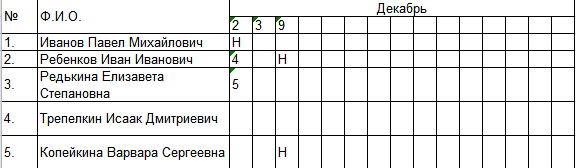 № Ф.И.О. Декабрь
2 3 9
1. Иванов Павел Михайлович Н
2. Ребенков Иван Иванович 4 Н
3. Редькина Елизавета 5
Степановна
4. Трепелкин Исаак Дмитриевич
5. Копейкина Варвара Сергеевна Н